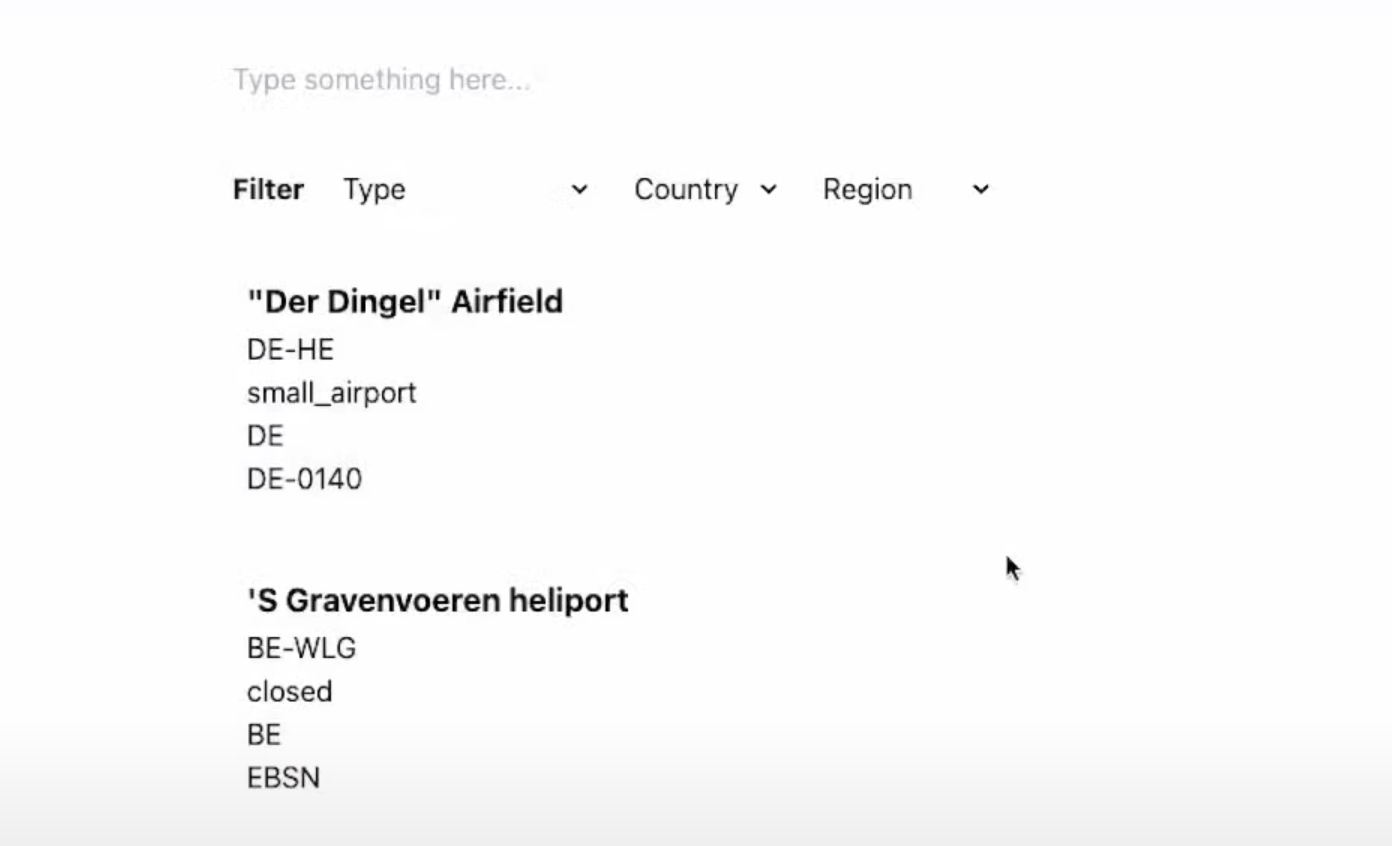 Type something here...
Filter Type Country Region
"Der Dingel" Airfield
DE-HE
small_airport
DE
DE-0140
'S Gravenvoeren heliport
BE-WLG
closed
BE
EBSN